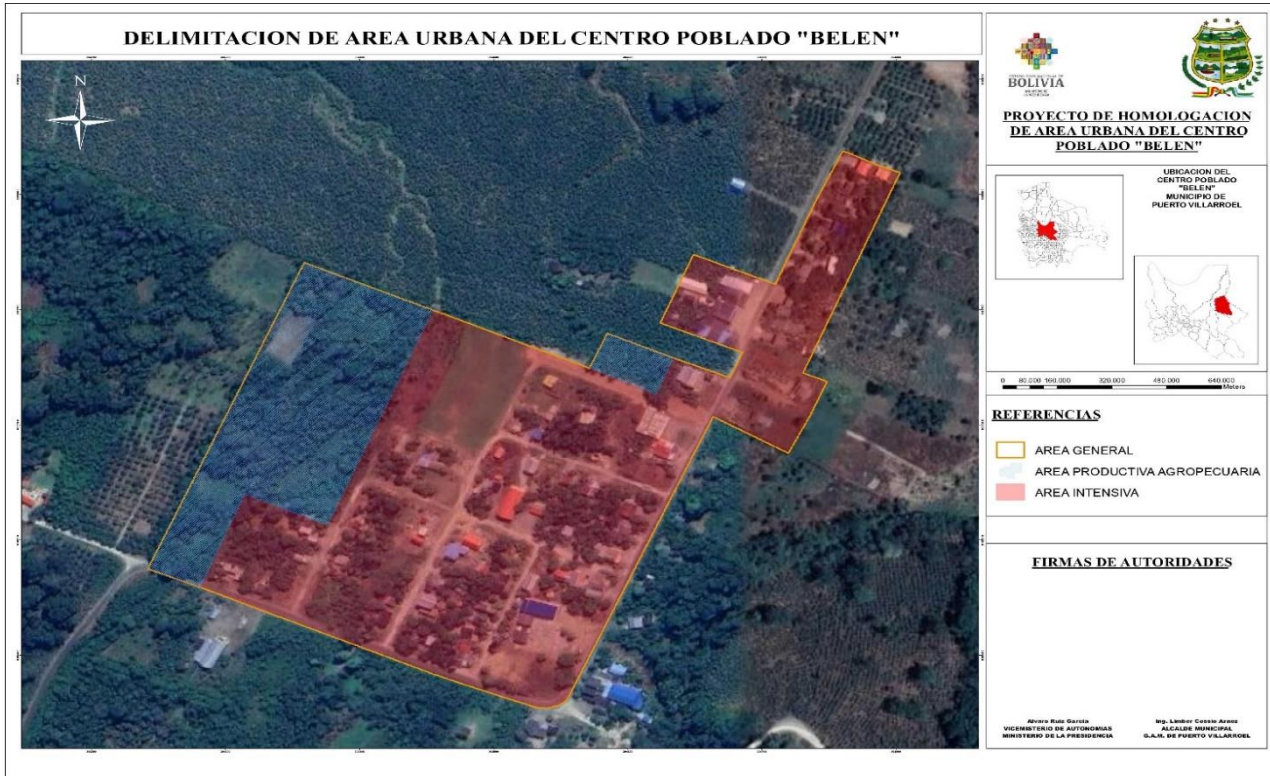 DELIMITACION DE AREA URBANA DEL CENTRO POBLADO "BELEN"
N
BOLIVIA
PROYECTO DE HOMOLOGACION
DE AREA URBANA DEL CENTRO
POBLADO "BELEN"
UBICACION DEL
CENTRO POBLADO
"BELEN"
MUNICIPIO DE
PUERTO VILLARROEL
0 80.000 160.000 320.000 480.000 640.000
Meters
REFERENCIAS
AREA GENERAL
AREA PRODUCTIVA AGROPECUARIA
AREA INTENSIVA
FIRMAS DE AUTORIDADES
Alvaro Ruiz Garcia
VICEMISTERIO DE AUTONOMIAS
MINISTERIO DE LA PRESIDENCIA
Ing. Limber
ALCALDE MUNICIPAL
G.A.M. DE PUERTO VILLARROEL